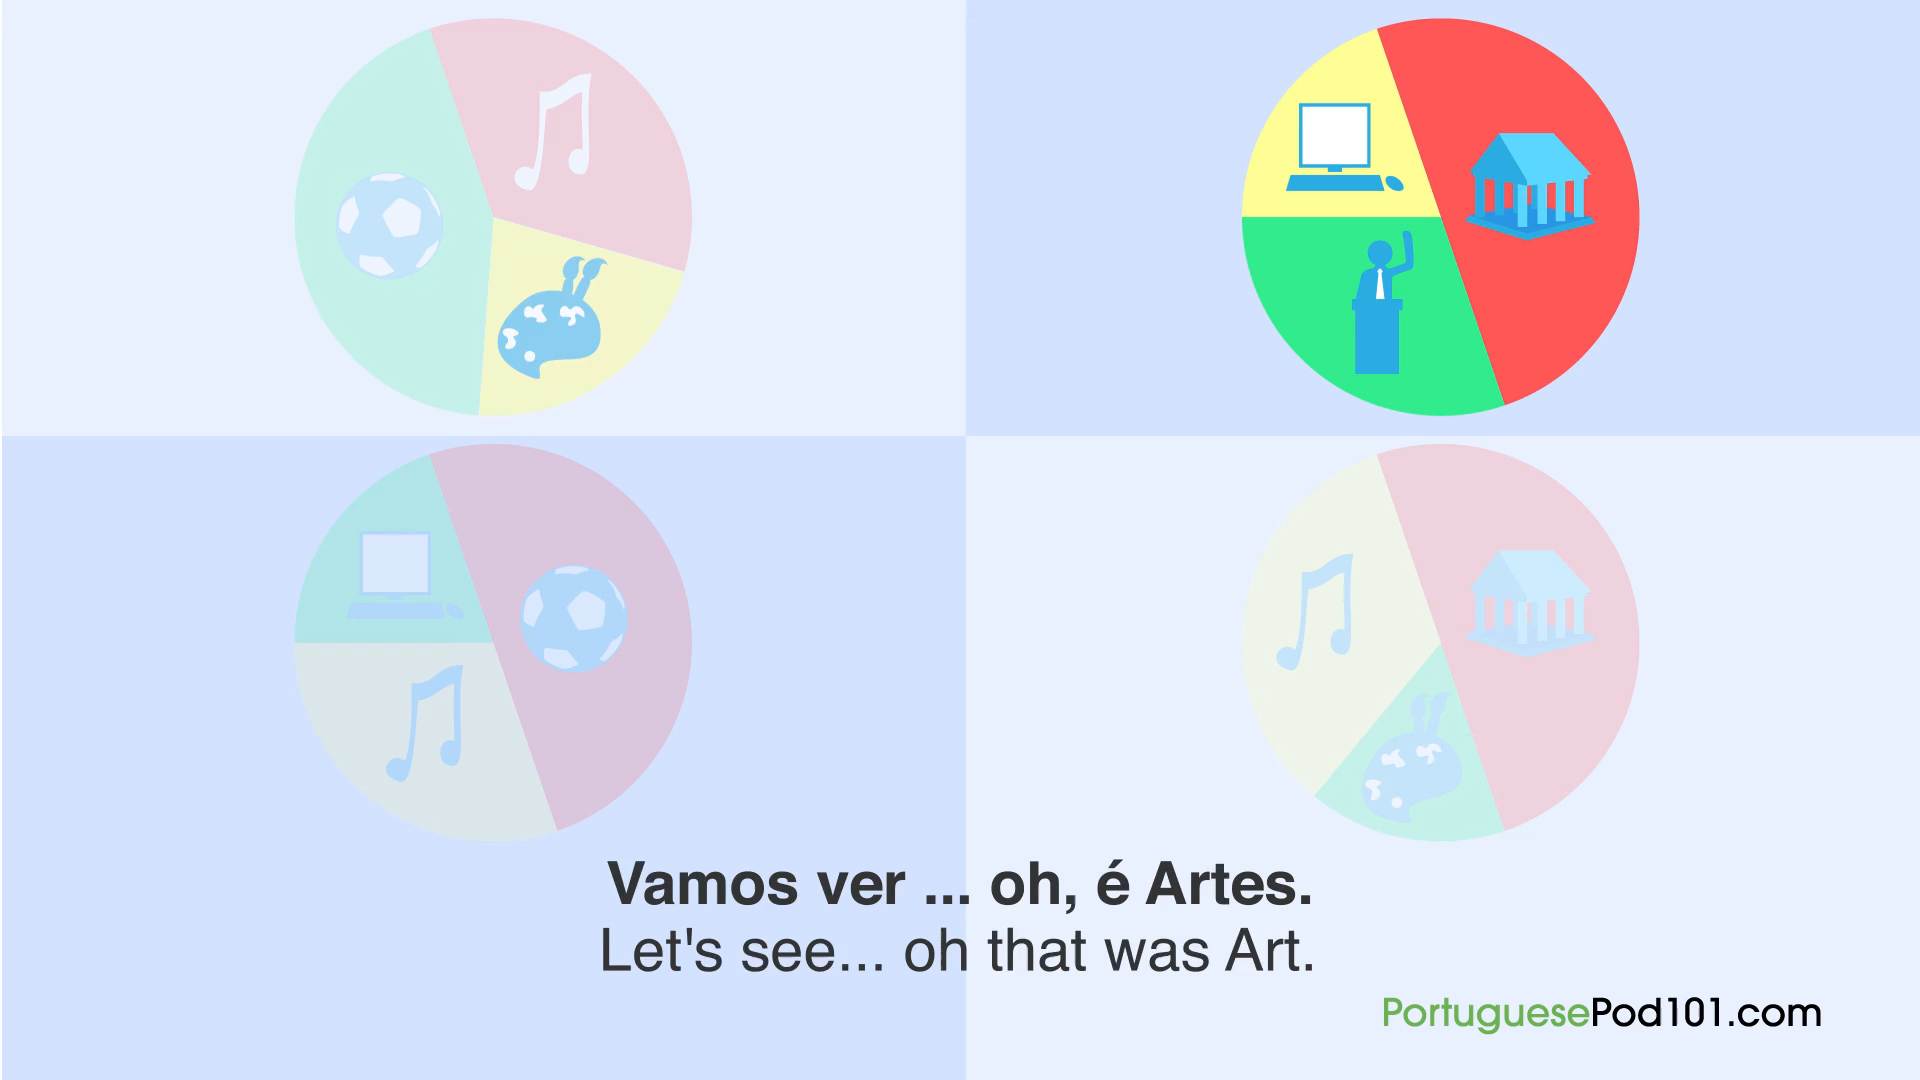 Vamos ver ... oh, é Artes.
Let's see... oh that was Art.
PortuguesePod101.com